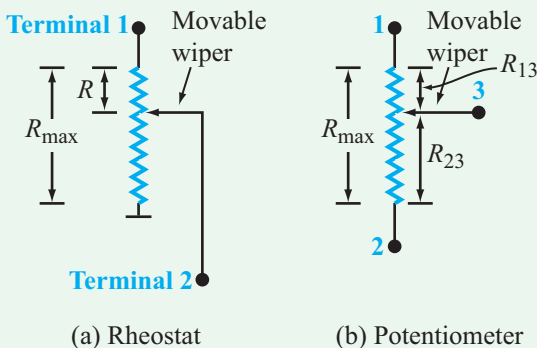 Terminal 1
Movable
wiper
R
Rmax
Terminal 2
(a) Rheostat
1
Movable
wiper
R13
3
Rmax
R23
2
(b) Potentiometer